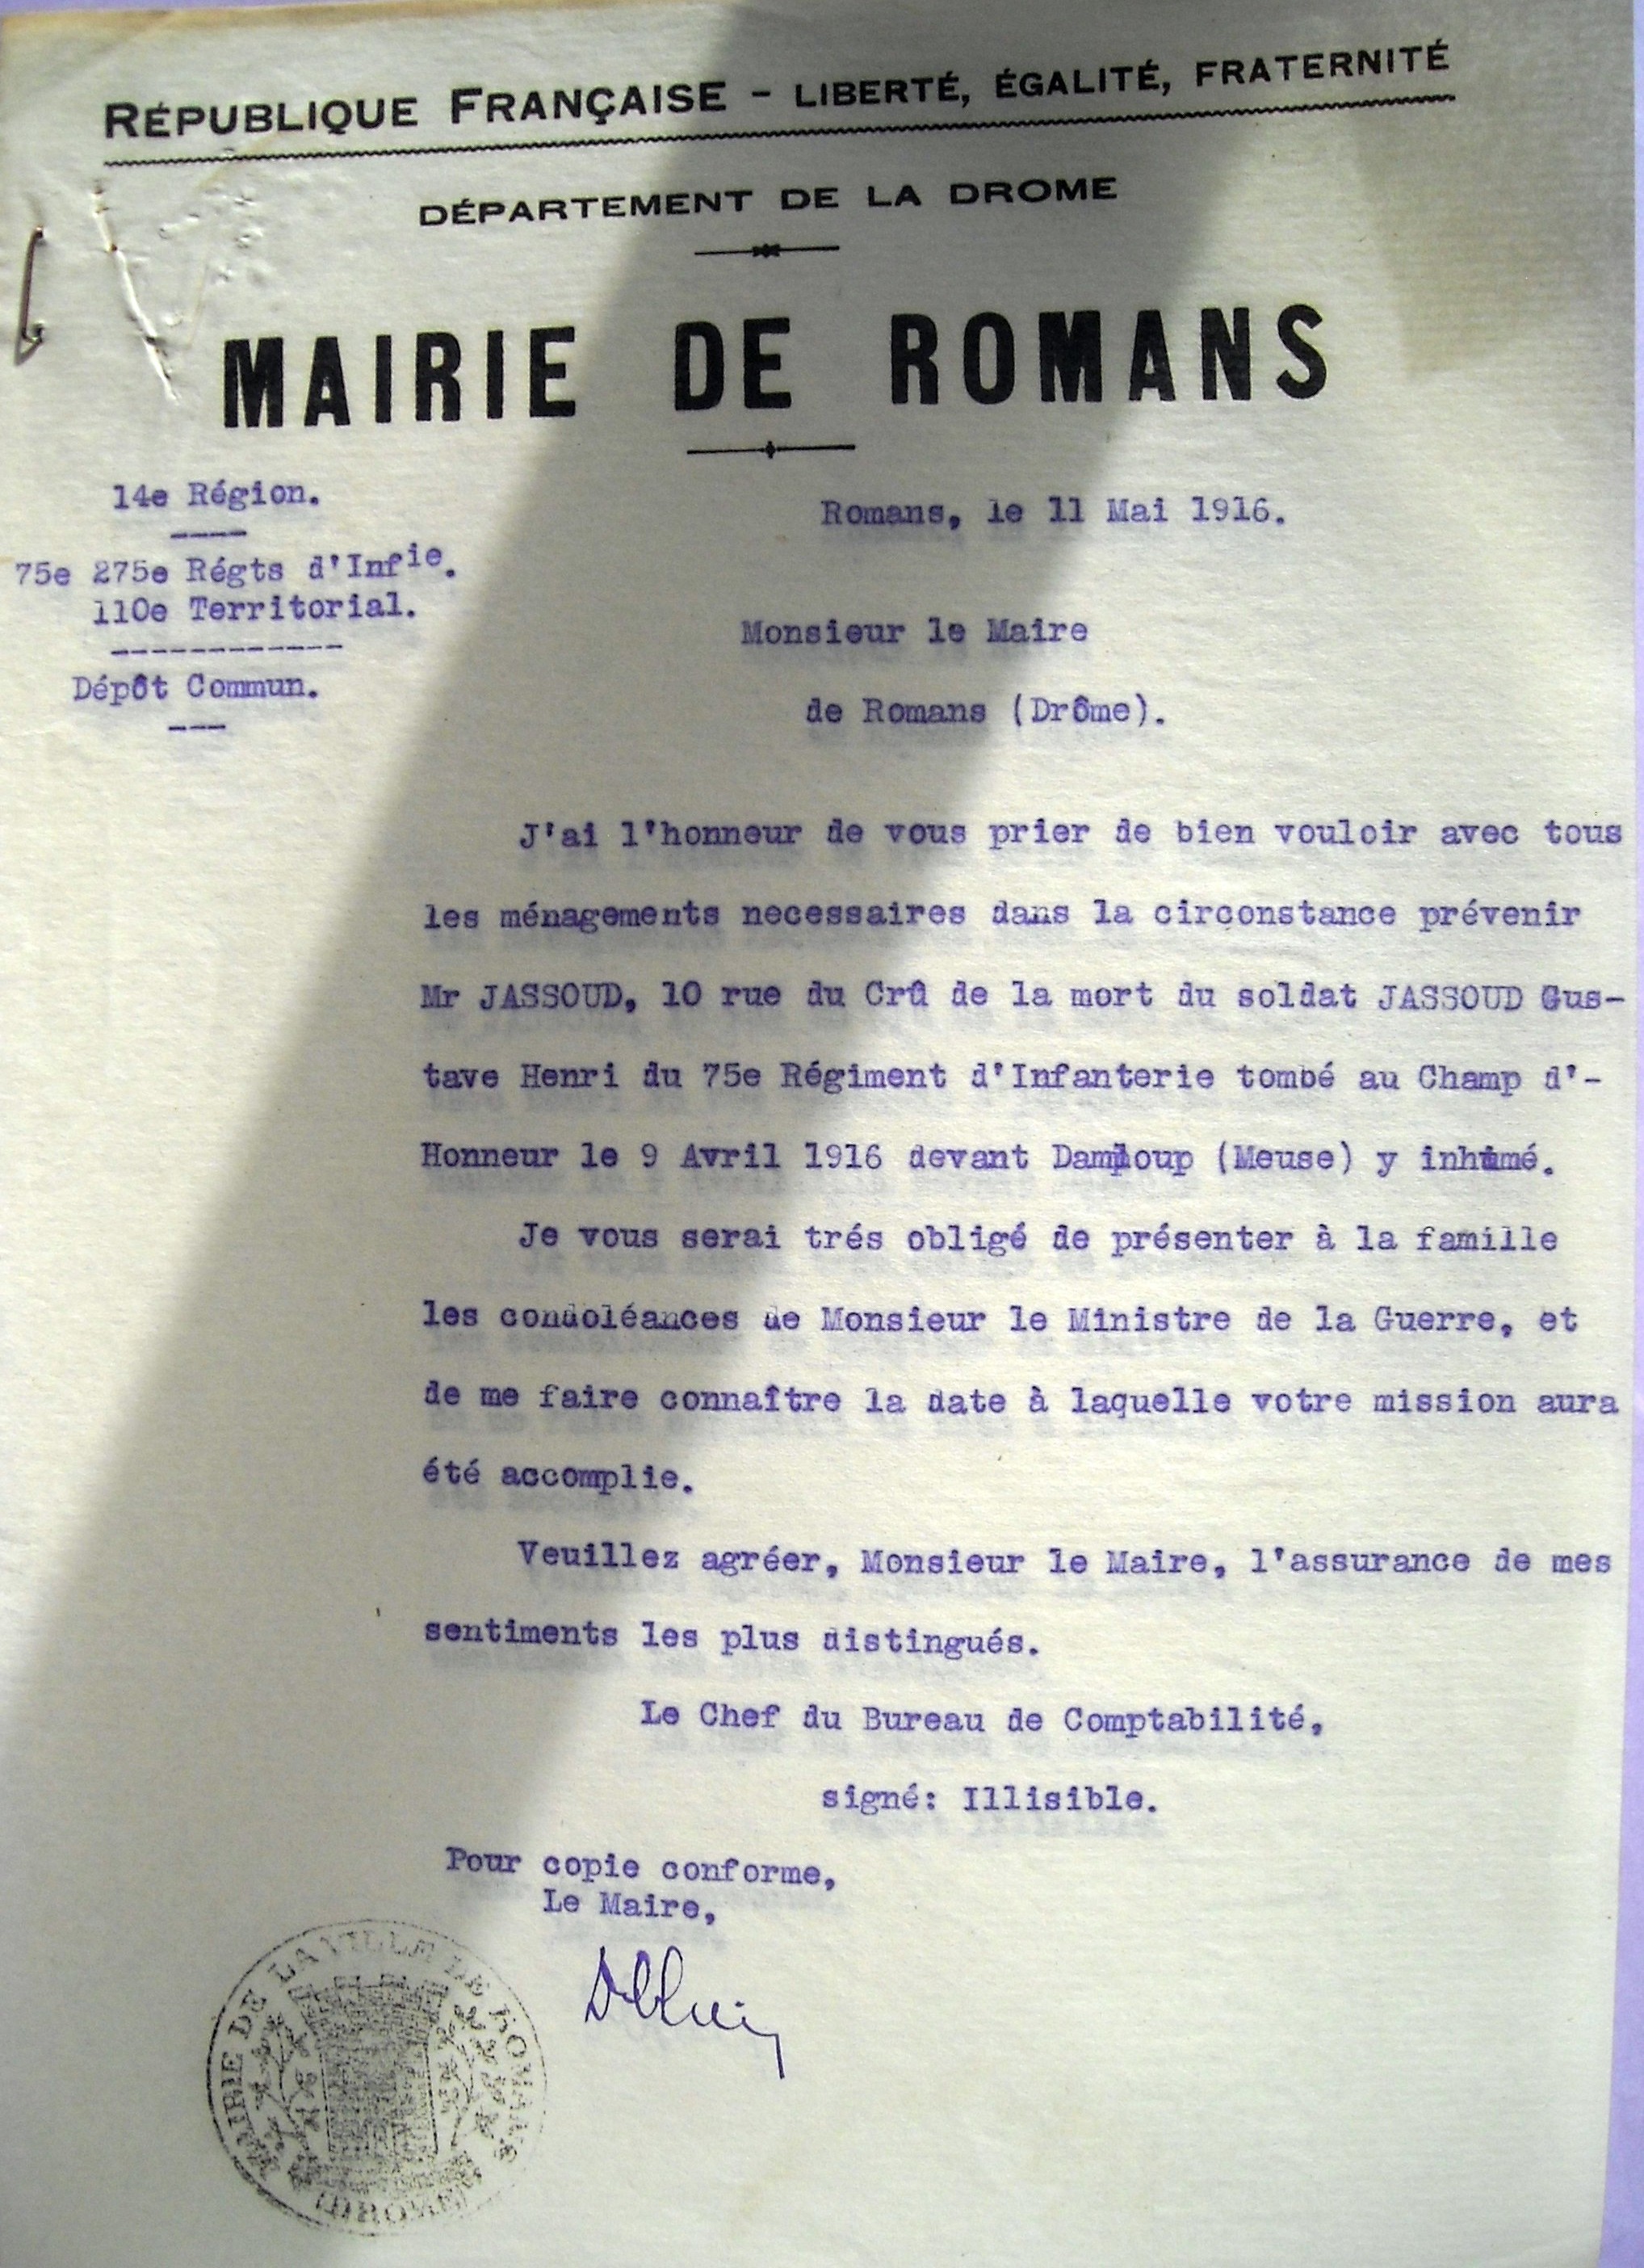 RÉPUBLIQUE FRANÇAISE - LIBERTÉ, ÉGALITÉ, FRATERNITÉ
DÉPARTEMENT DE LA DROME
MAIRIE DE ROMANS
14e Région.
75e 275e Régts d'Infie.
110e Territorial.
Dépôt Commun.
Romans, le 11 Mai 1916.
Monsieur le Maire
de Romans (Drôme).
J'ai l'honneur de vous prier de bien vouloir avec tous
les ménagements necessaires dans la circonstance prévenir
Mr JASSOUD, 10 rue du Crû de la mort du soldat JASSOUD Gus-
tave Henri du 75e Régiment d'Infanterie tombé au Champ d'-
Honneur le 9 Avril 1916 devant Damloup (Meuse) y inhumé.
Je vous serai trés obligé de présenter à la famille
les condoléances de Monsieur le Ministre de la Guerre, et
de me faire connaître la date à laquelle votre mission aura
été accomplie.
Veuillez agréer, Monsieur le Maire, l'assurance de mes
sentiments les plus distingués.
Le Chef du Bureau de Comptabilité,
signé: Illisible.
Pour copie conforme,
Le Maire,
MAIRIE DE LA VILLE DE ROMANS
(DROME)